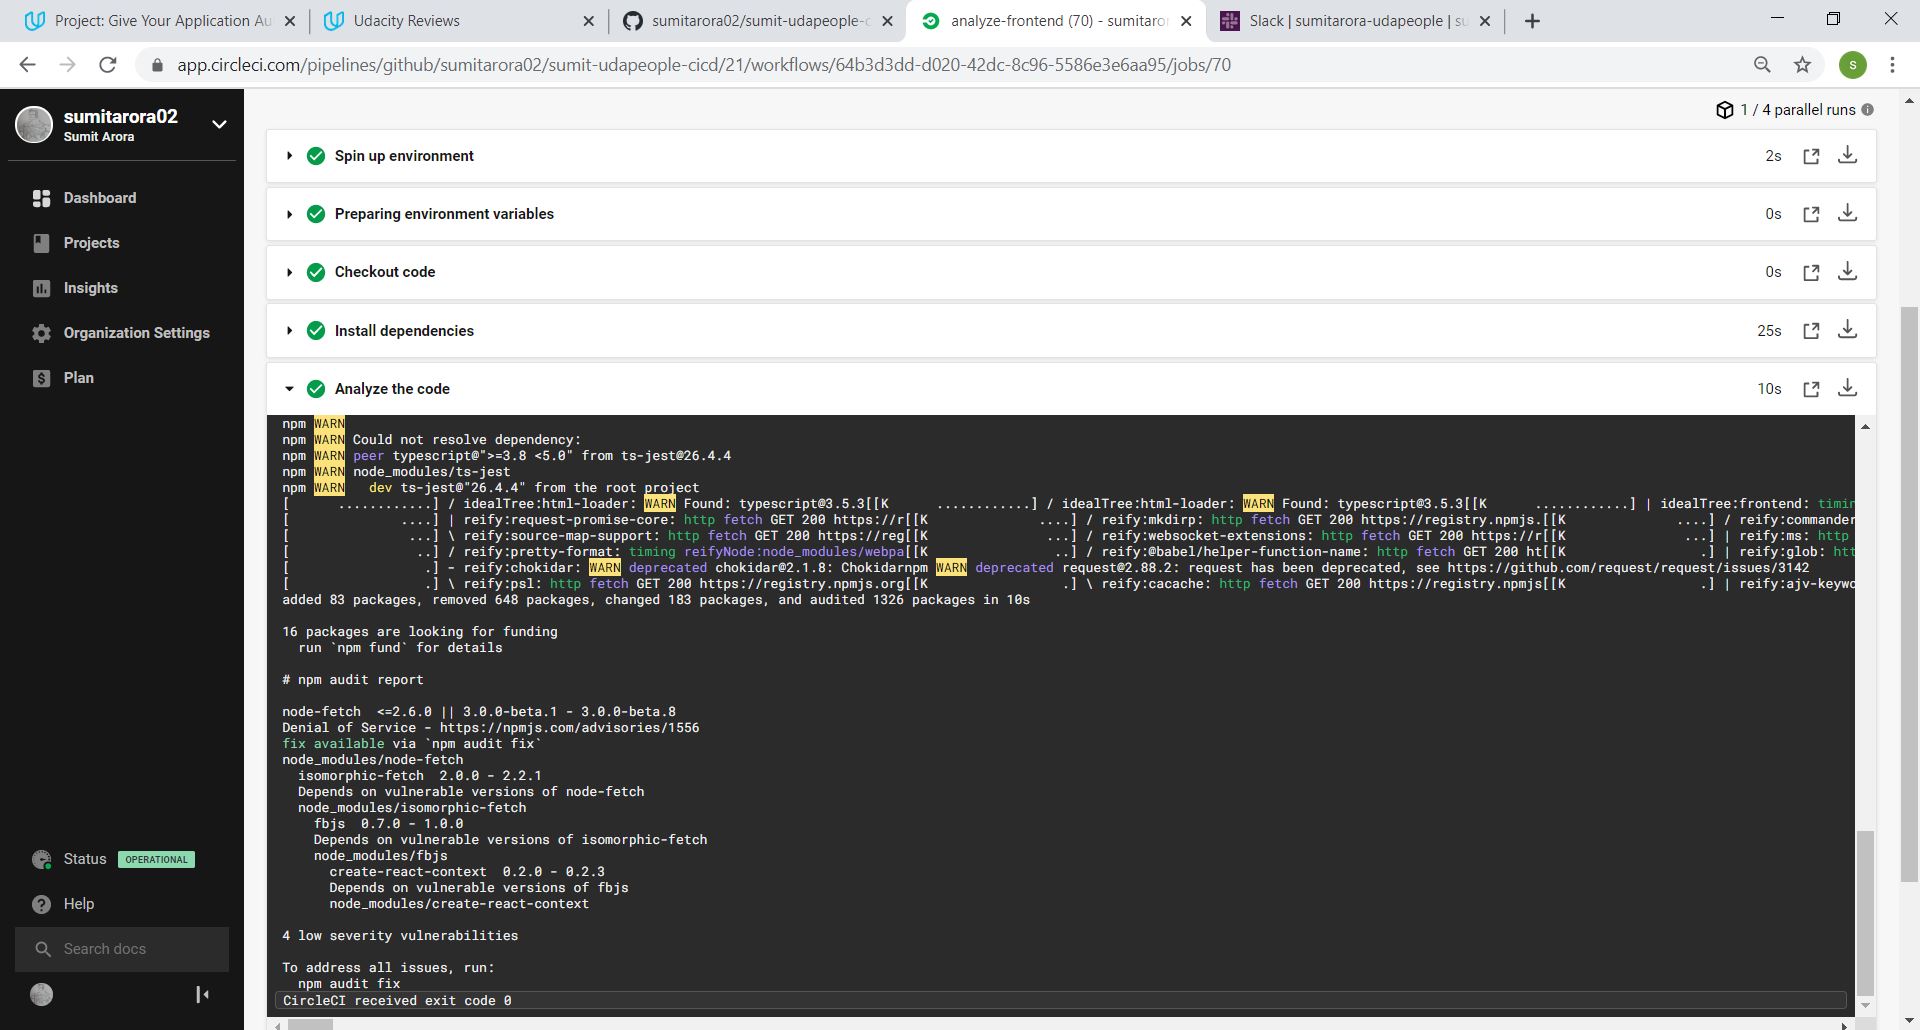 Project: Give Your Application Au
Udacity Reviews
sumitarora02/sumit-udapeople-c
analyze-frontend (70) - sumitaror
Slack | sumitarora-udapeople | su
app.circleci.com/pipelines/github/sumitarora02/sumit-udapeople-cicd/21/workflows/64b3d3dd-d020-42dc-8c96-5586e3e6aa95/jobs/70
s
sumitarora02
Sumit Arora
Dashboard
Projects
Insights
Organization Settings
Plan
Status OPERATIONAL
Help
Search docs
1 / 4 parallel runs
Spin up environment 2s
Preparing environment variables 0s
Checkout code 0s
Install dependencies 25s
Analyze the code 10s
npm WARN
npm WARN Could not resolve dependency:
npm WARN peer typescript@">=3.8 <5.0" from ts-jest@26.4.4
npm WARN node_modules/ts-jest
npm WARN   dev ts-jest@"26.4.4" from the root project
[      ............] / idealTree:html-loader: WARN Found: typescript@3.5.3[[K      ............] / idealTree:html-loader: WARN Found: typescript@3.5.3[[K      ............] | idealTree:frontend: timin
[              ....] | reify:request-promise-core: http fetch GET 200 https://r[[K              ....] / reify:mkdirp: http fetch GET 200 https://registry.npmjs.[[K              ....] / reify:commander
[               ...] \ reify:source-map-support: http fetch GET 200 https://reg[[K               ...] / reify:websocket-extensions: http fetch GET 200 https://r[[K               ...] | reify:ms: http
[                ..] / reify:pretty-format: timing reifyNode:node_modules/webpa[[K                ..] / reify:@babel/helper-function-name: http fetch GET 200 ht[[K                 .] | reify:glob: htt
[                 .] - reify:chokidar: WARN deprecated chokidar@2.1.8: Chokidarnpm WARN deprecated request@2.88.2: request has been deprecated, see https://github.com/request/request/issues/3142
[                 .] \ reify:psl: http fetch GET 200 https://registry.npmjs.org[[K                 .] \ reify:cacache: http fetch GET 200 https://registry.npmjs[[K                 .] | reify:ajv-keywo
added 83 packages, removed 648 packages, changed 183 packages, and audited 1326 packages in 10s
16 packages are looking for funding
  run `npm fund` for details
# npm audit report
node-fetch  <=2.6.0 || 3.0.0-beta.1 - 3.0.0-beta.8
Denial of Service - https://npmjs.com/advisories/1556
fix available via `npm audit fix`
node_modules/node-fetch
  isomorphic-fetch  2.0.0 - 2.2.1
  Depends on vulnerable versions of node-fetch
  node_modules/isomorphic-fetch
    fbjs  0.7.0 - 1.0.0
    Depends on vulnerable versions of isomorphic-fetch
    node_modules/fbjs
      create-react-context  0.2.0 - 0.2.3
      Depends on vulnerable versions of fbjs
      node_modules/create-react-context
4 low severity vulnerabilities
To address all issues, run:
  npm audit fix
CircleCI received exit code 0